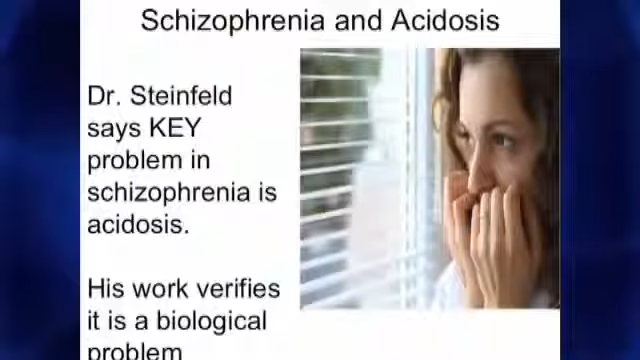 Schizophrenia and Acidosis
Dr. Steinfeld
says KEY
problem in
schizophrenia is
acidosis.
His work verifies
it is a biological
problem